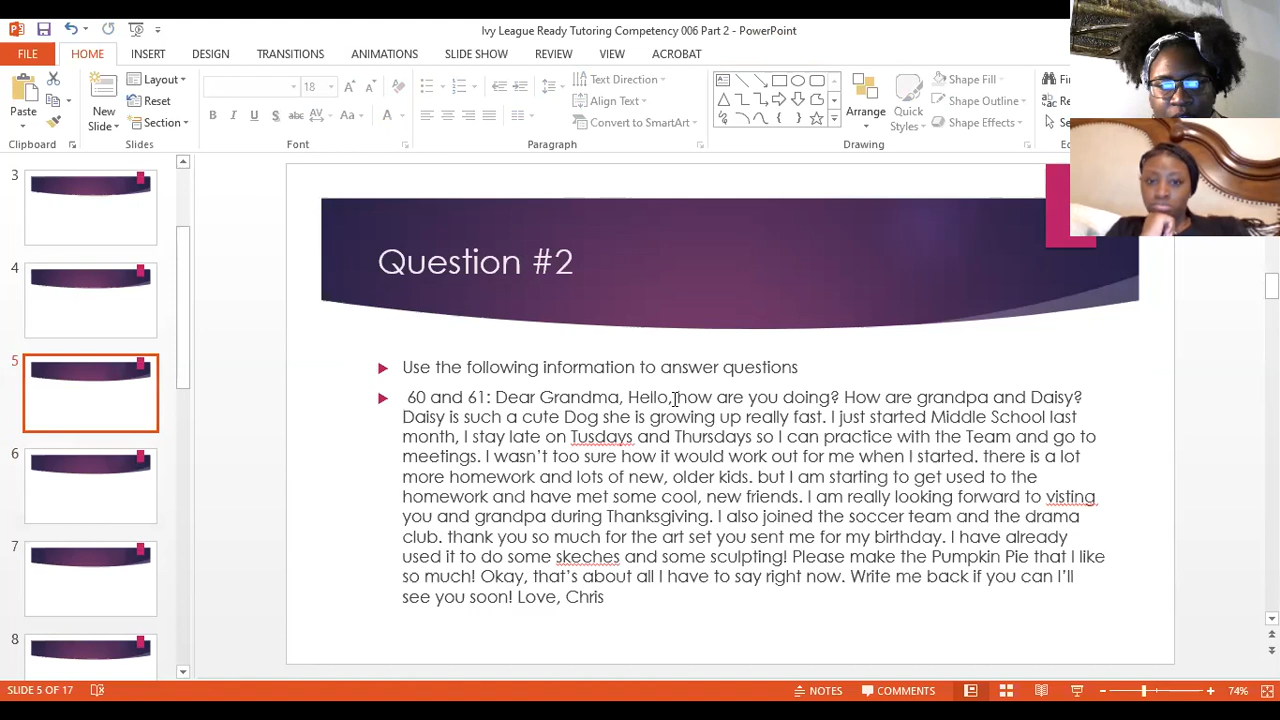 Ivy League Ready Tutoring Competency 006 Part 2 - PowerPoint
FILE HOME INSERT DESIGN TRANSITIONS ANIMATIONS SLIDE SHOW REVIEW VIEW ACROBAT
Paste
Clipboard
New
Slide
Layout
Reset
Section
Slides
18
B I U S abc AV Aa A
Font
Text Direction
Align Text
Convert to SmartArt
Paragraph
Arrange
Quick
Styles
Shape Fill
Shape Outline
Shape Effects
Drawing
3
4
5
6
7
8
Question #2
Use the following information to answer questions
60 and 61: Dear Grandma, Hello, how are you doing? How are grandpa and Daisy?
Daisy is such a cute Dog she is growing up really fast. I just started Middle School last
month, I stay late on Tusdays and Thursdays so I can practice with the Team and go to
meetings. I wasn't too sure how it would work out for me when I started. there is a lot
more homework and lots of new, older kids. but I am starting to get used to the
homework and have met some cool, new friends. I am really looking forward to visting
you and grandpa during Thanksgiving. I also joined the soccer team and the drama
club. thank you so much for the art set you sent me for my birthday. I have already
used it to do some skeches and some sculpting! Please make the Pumpkin Pie that I like
so much! Okay, that's about all I have to say right now. Write me back if you can I'll
see you soon! Love, Chris
SLIDE 5 OF 17
NOTES COMMENTS 74%